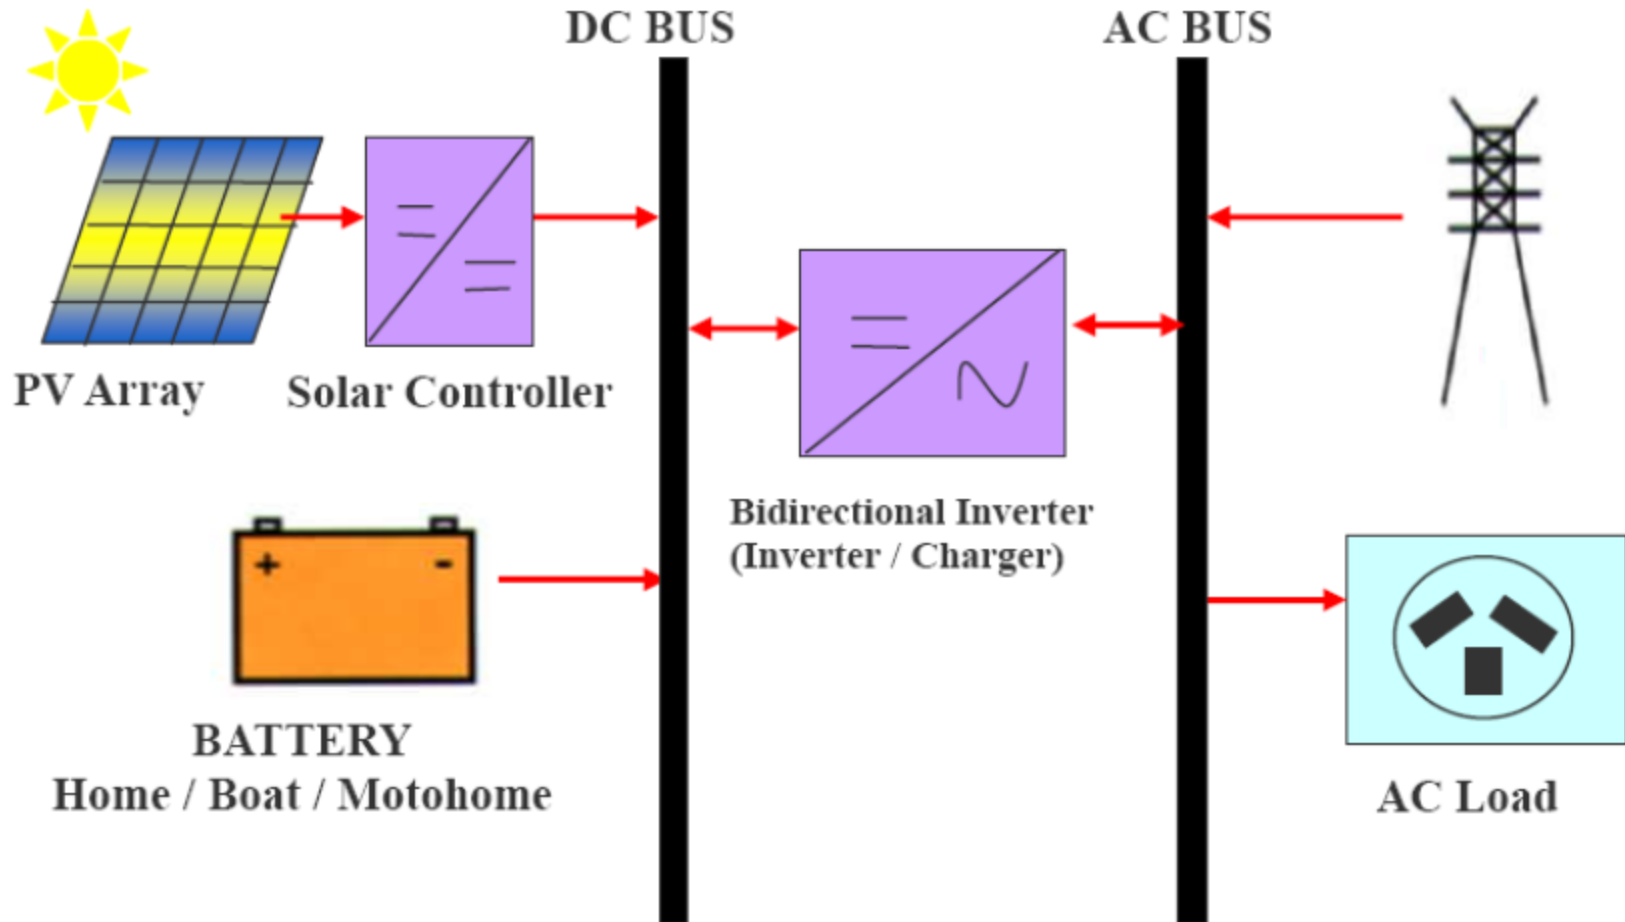 DC BUS
AC BUS
PV Array
Solar Controller
Bidirectional Inverter
(Inverter / Charger)
+ -
BATTERY
Home / Boat / Motohome
AC Load